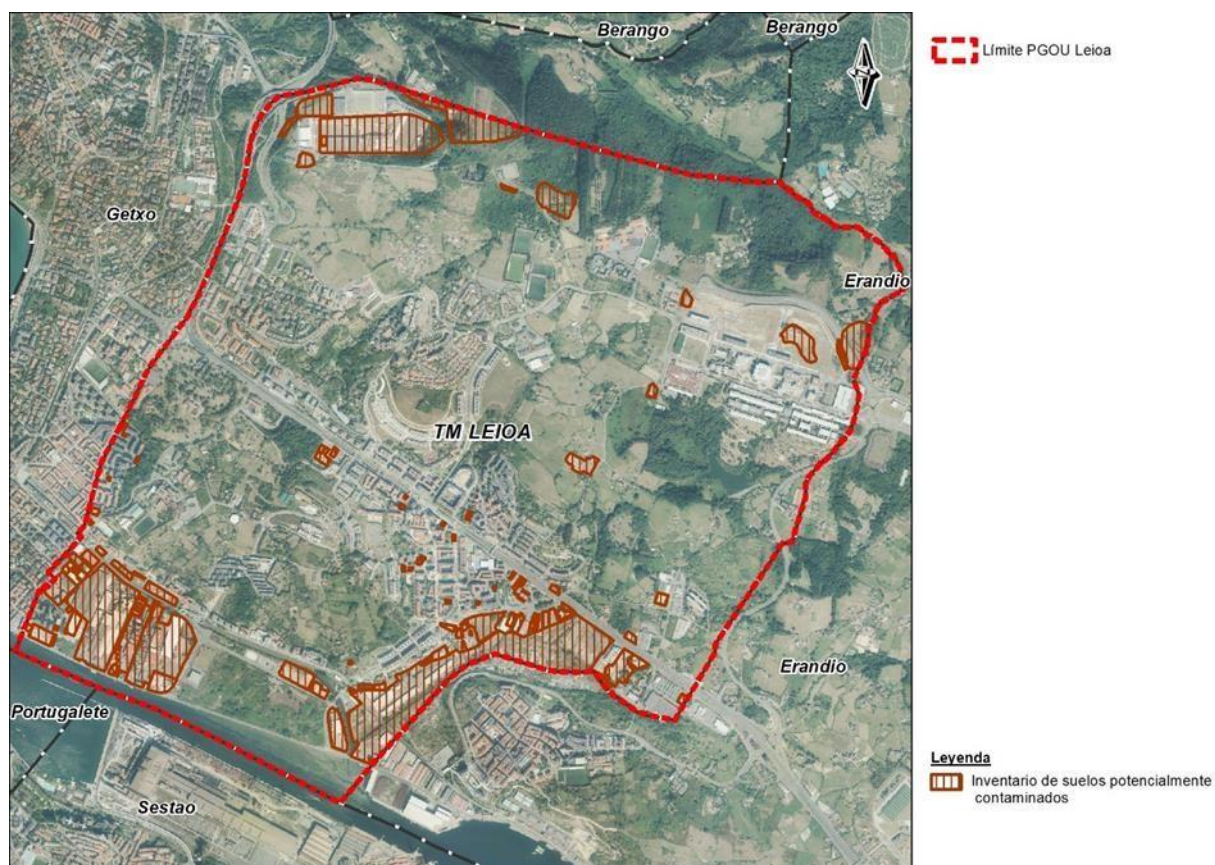 Berango
Berango
Límite PGOU Leioa
Getxo
Erandio
TM LEIOA
Erandio
Portugalete
Sestao
Leyenda
Inventario de suelos potencialmente
contaminados